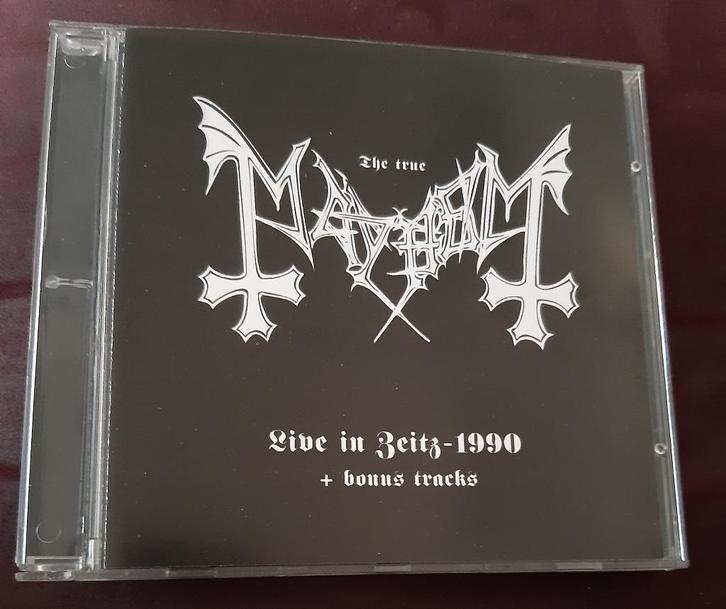 The true
MAYHEM
Live in Zeitz-1990
+ bonus tracks